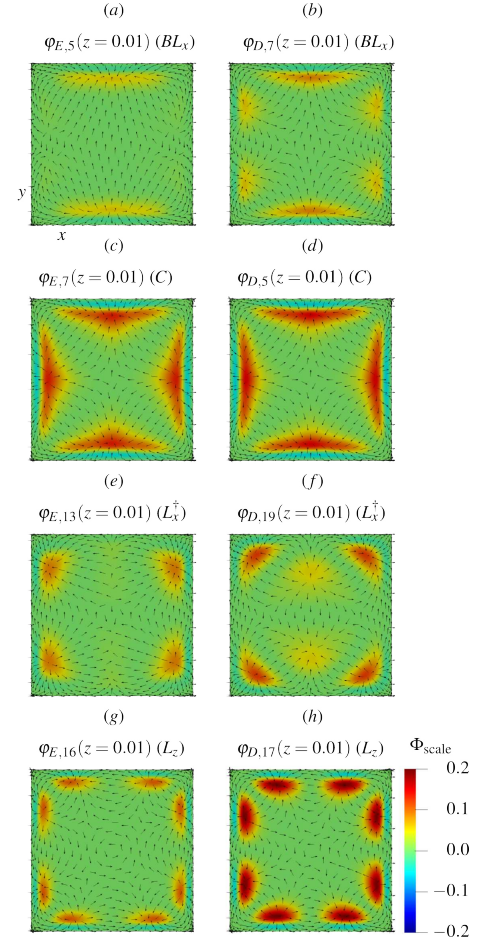 (a) (b)
φE,5(z = 0.01) (BLx) φD,7(z = 0.01) (BLx)
y
x
(c) (d)
φE,7(z = 0.01) (C) φD,5(z = 0.01) (C)
(e) (f)
φE,13(z = 0.01) (Lx†) φD,19(z = 0.01) (Lx†)
(g) (h)
φE,16(z = 0.01) (Lz) φD,17(z = 0.01) (Lz) Φscale
0.2
0.1
0.0
−0.1
−0.2